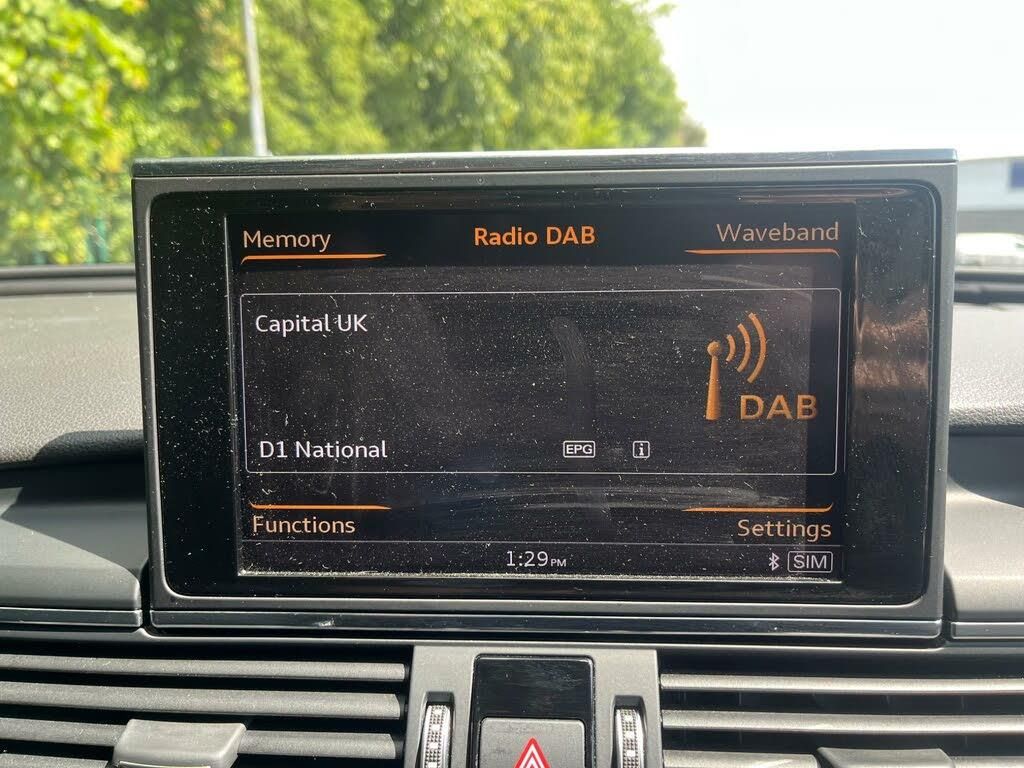 Memory
Radio DAB
Waveband
Capital UK
DAB
D1 National
EPG
i
Functions
Settings
1:29PM
SIM